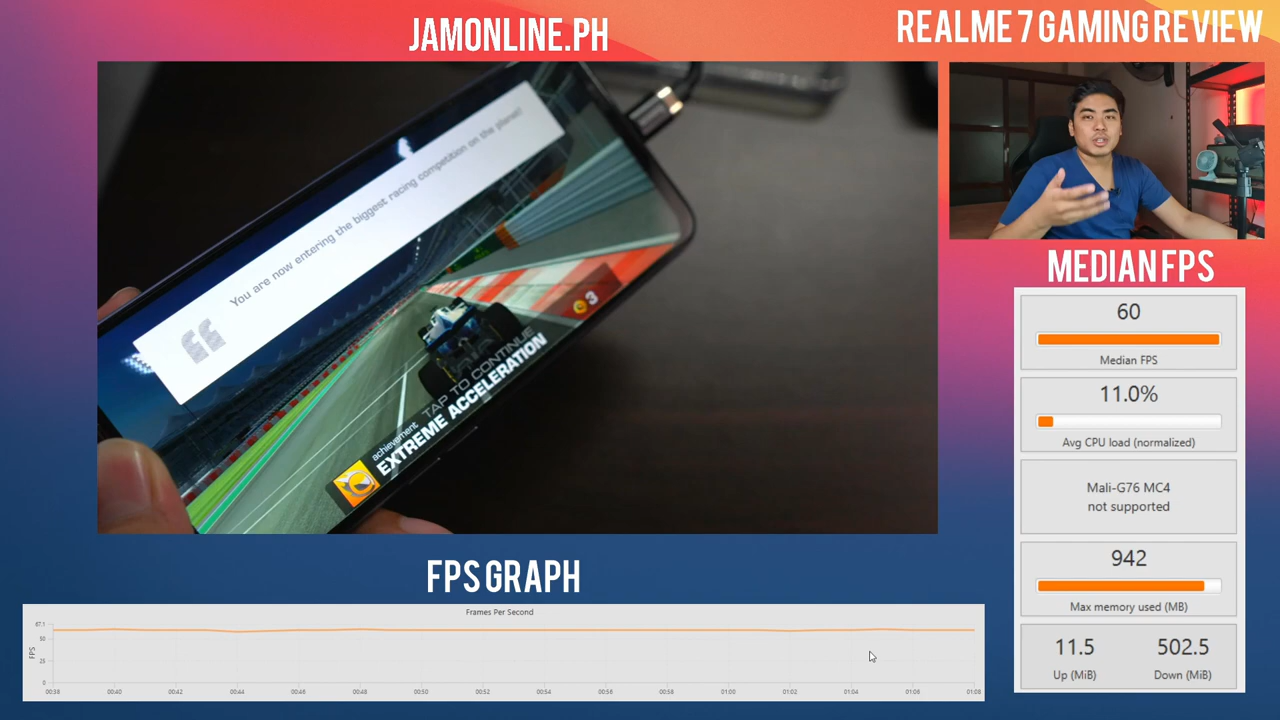 JAMONLINE.PH
REALME 7 GAMING REVIEW
You are now entering the biggest racing competition on the planet!
3
TAP TO CONTINUE
achievement
EXTREME ACCELERATION
MEDIAN FPS
60
Median FPS
11.0%
Avg CPU load (normalized)
Mali-G76 MC4
not supported
942
Max memory used (MB)
11.5 502.5
Up (MiB) Down (MiB)
FPS GRAPH
Frames Per Second
67.1
50
25
0
FPS
00:38 00:40 00:42 00:44 00:46 00:48 00:50 00:52 00:54 00:56 00:58 01:00 01:02 01:04 01:06 01:08